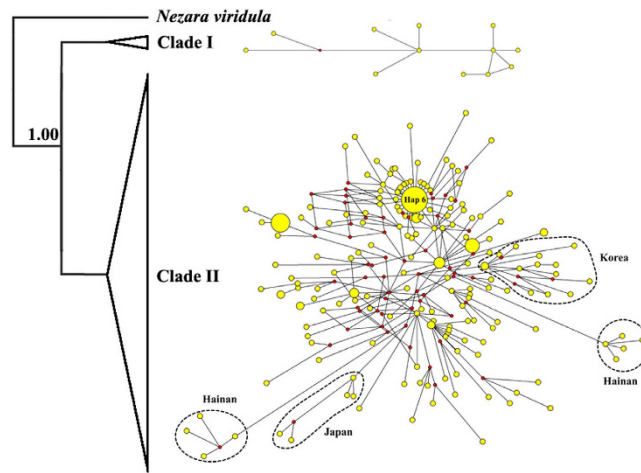 Nezara viridula
Clade I
1.00
Hap 6
Korea
Clade II
Hainan
Hainan
Japan